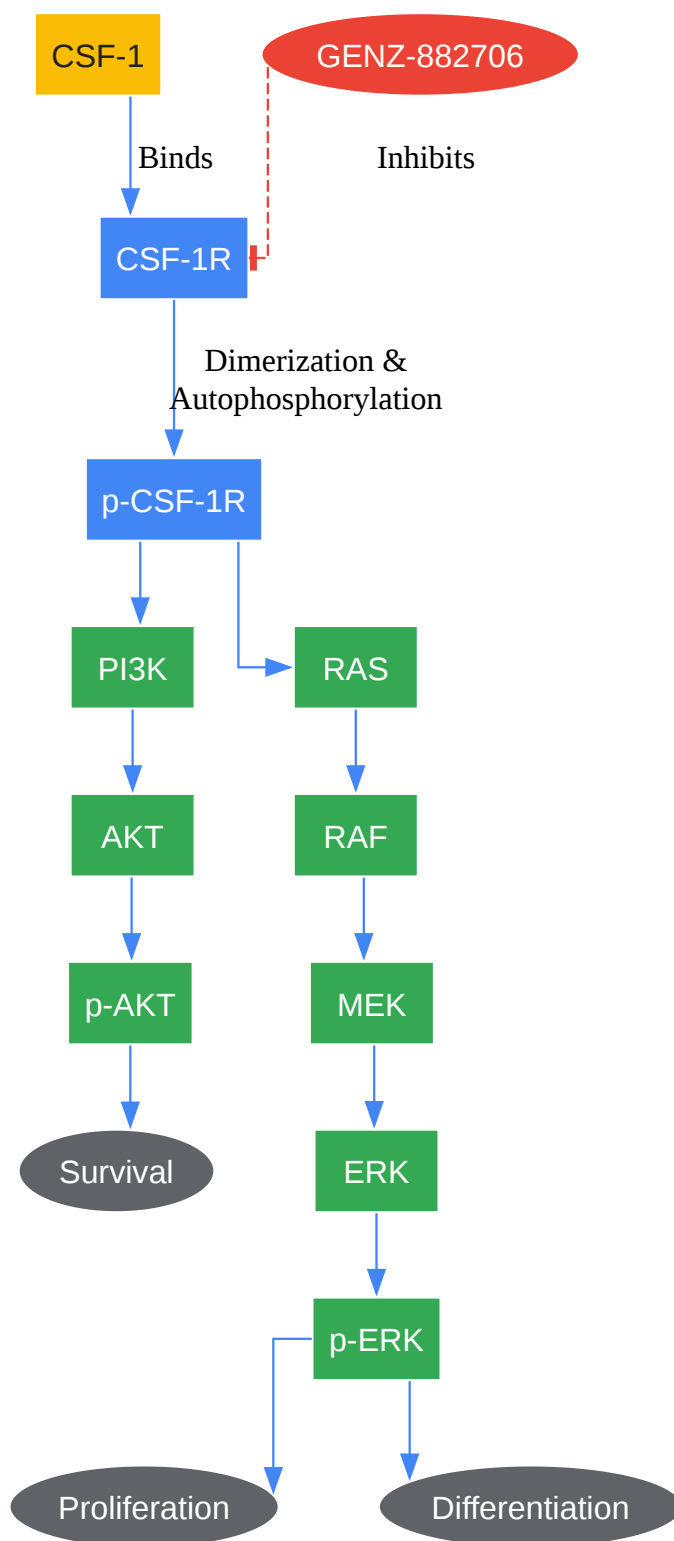 CSF-1
GENZ-882706
Binds
Inhibits
CSF-1R
Dimerization &
Autophosphorylation
p-CSF-1R
PI3K
RAS
AKT
RAF
p-AKT
MEK
Survival
ERK
p-ERK
Proliferation
Differentiation